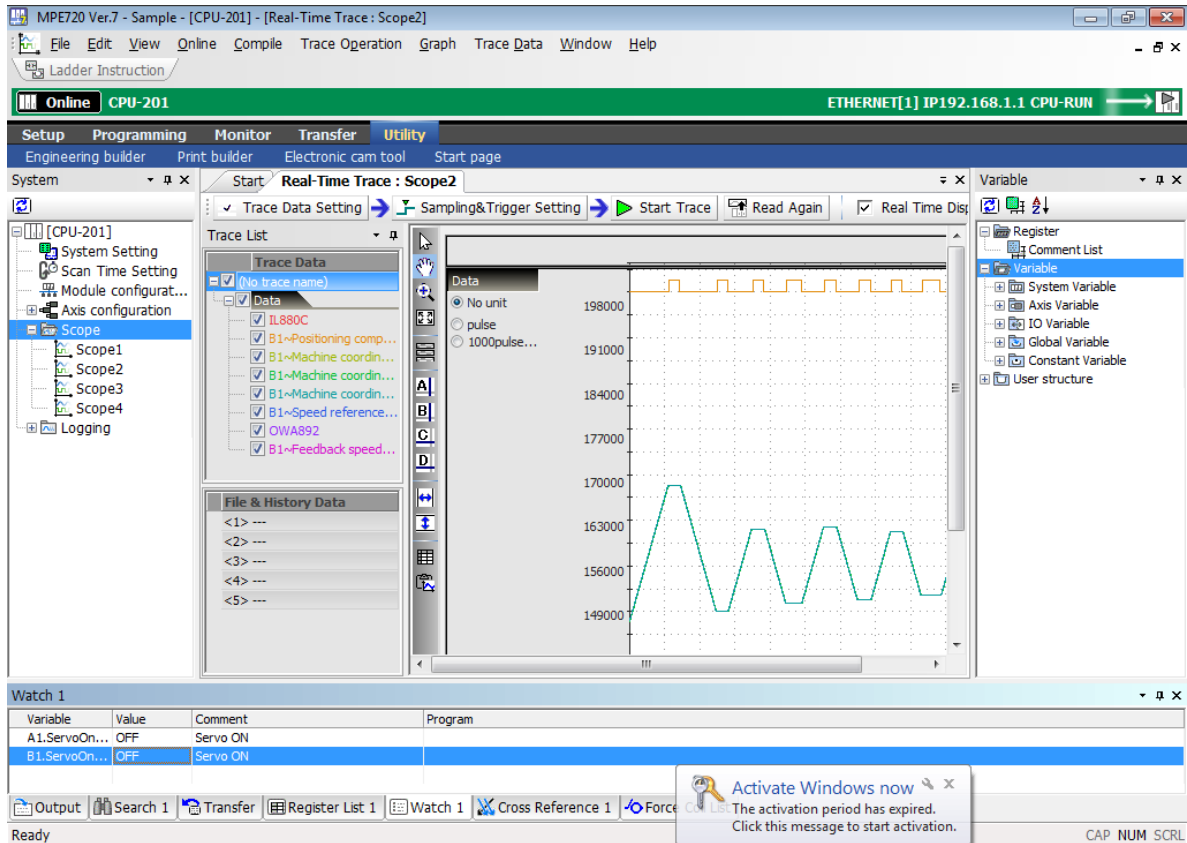 MPE720 Ver.7 - Sample - [CPU-201] - [Real-Time Trace : Scope2]
File Edit View Online Compile Trace Operation Graph Trace Data Window Help
Ladder Instruction
Online CPU-201 ETHERNET[1] IP192.168.1.1 CPU-RUN
Setup Programming Monitor Transfer Utility
Engineering builder Print builder Electronic cam tool Start page
System
[CPU-201]
System Setting
Scan Time Setting
Module configurat...
Axis configuration
Scope
Scope1
Scope2
Scope3
Scope4
Logging
Start Real-Time Trace : Scope2
Trace Data Setting Sampling&Trigger Setting Start Trace Read Again Real Time
Trace List
Trace Data
(No trace name)
Data
IL880C
B1~Positioning comp...
B1~Machine coordin...
B1~Machine coordin...
B1~Machine coordin...
B1~Speed reference...
OWA892
B1~Feedback speed...
File & History Data
<1> ---
<2> ---
<3> ---
<4> ---
<5> ---
A
B
C
D
Data
No unit
pulse
1000pulse...
198000
191000
184000
177000
170000
163000
156000
149000
Variable
Register
Comment List
Variable
System Variable
Axis Variable
IO Variable
Global Variable
Constant Variable
User structure
Watch 1
Variable Value Comment Program
A1.ServoOn... OFF Servo ON
B1.ServoOn... OFF Servo ON
Output Search 1 Transfer Register List 1 Watch 1 Cross Reference 1 Force
Activate Windows now
The activation period has expired.
Click this message to start activation.
Ready CAP NUM SCRL